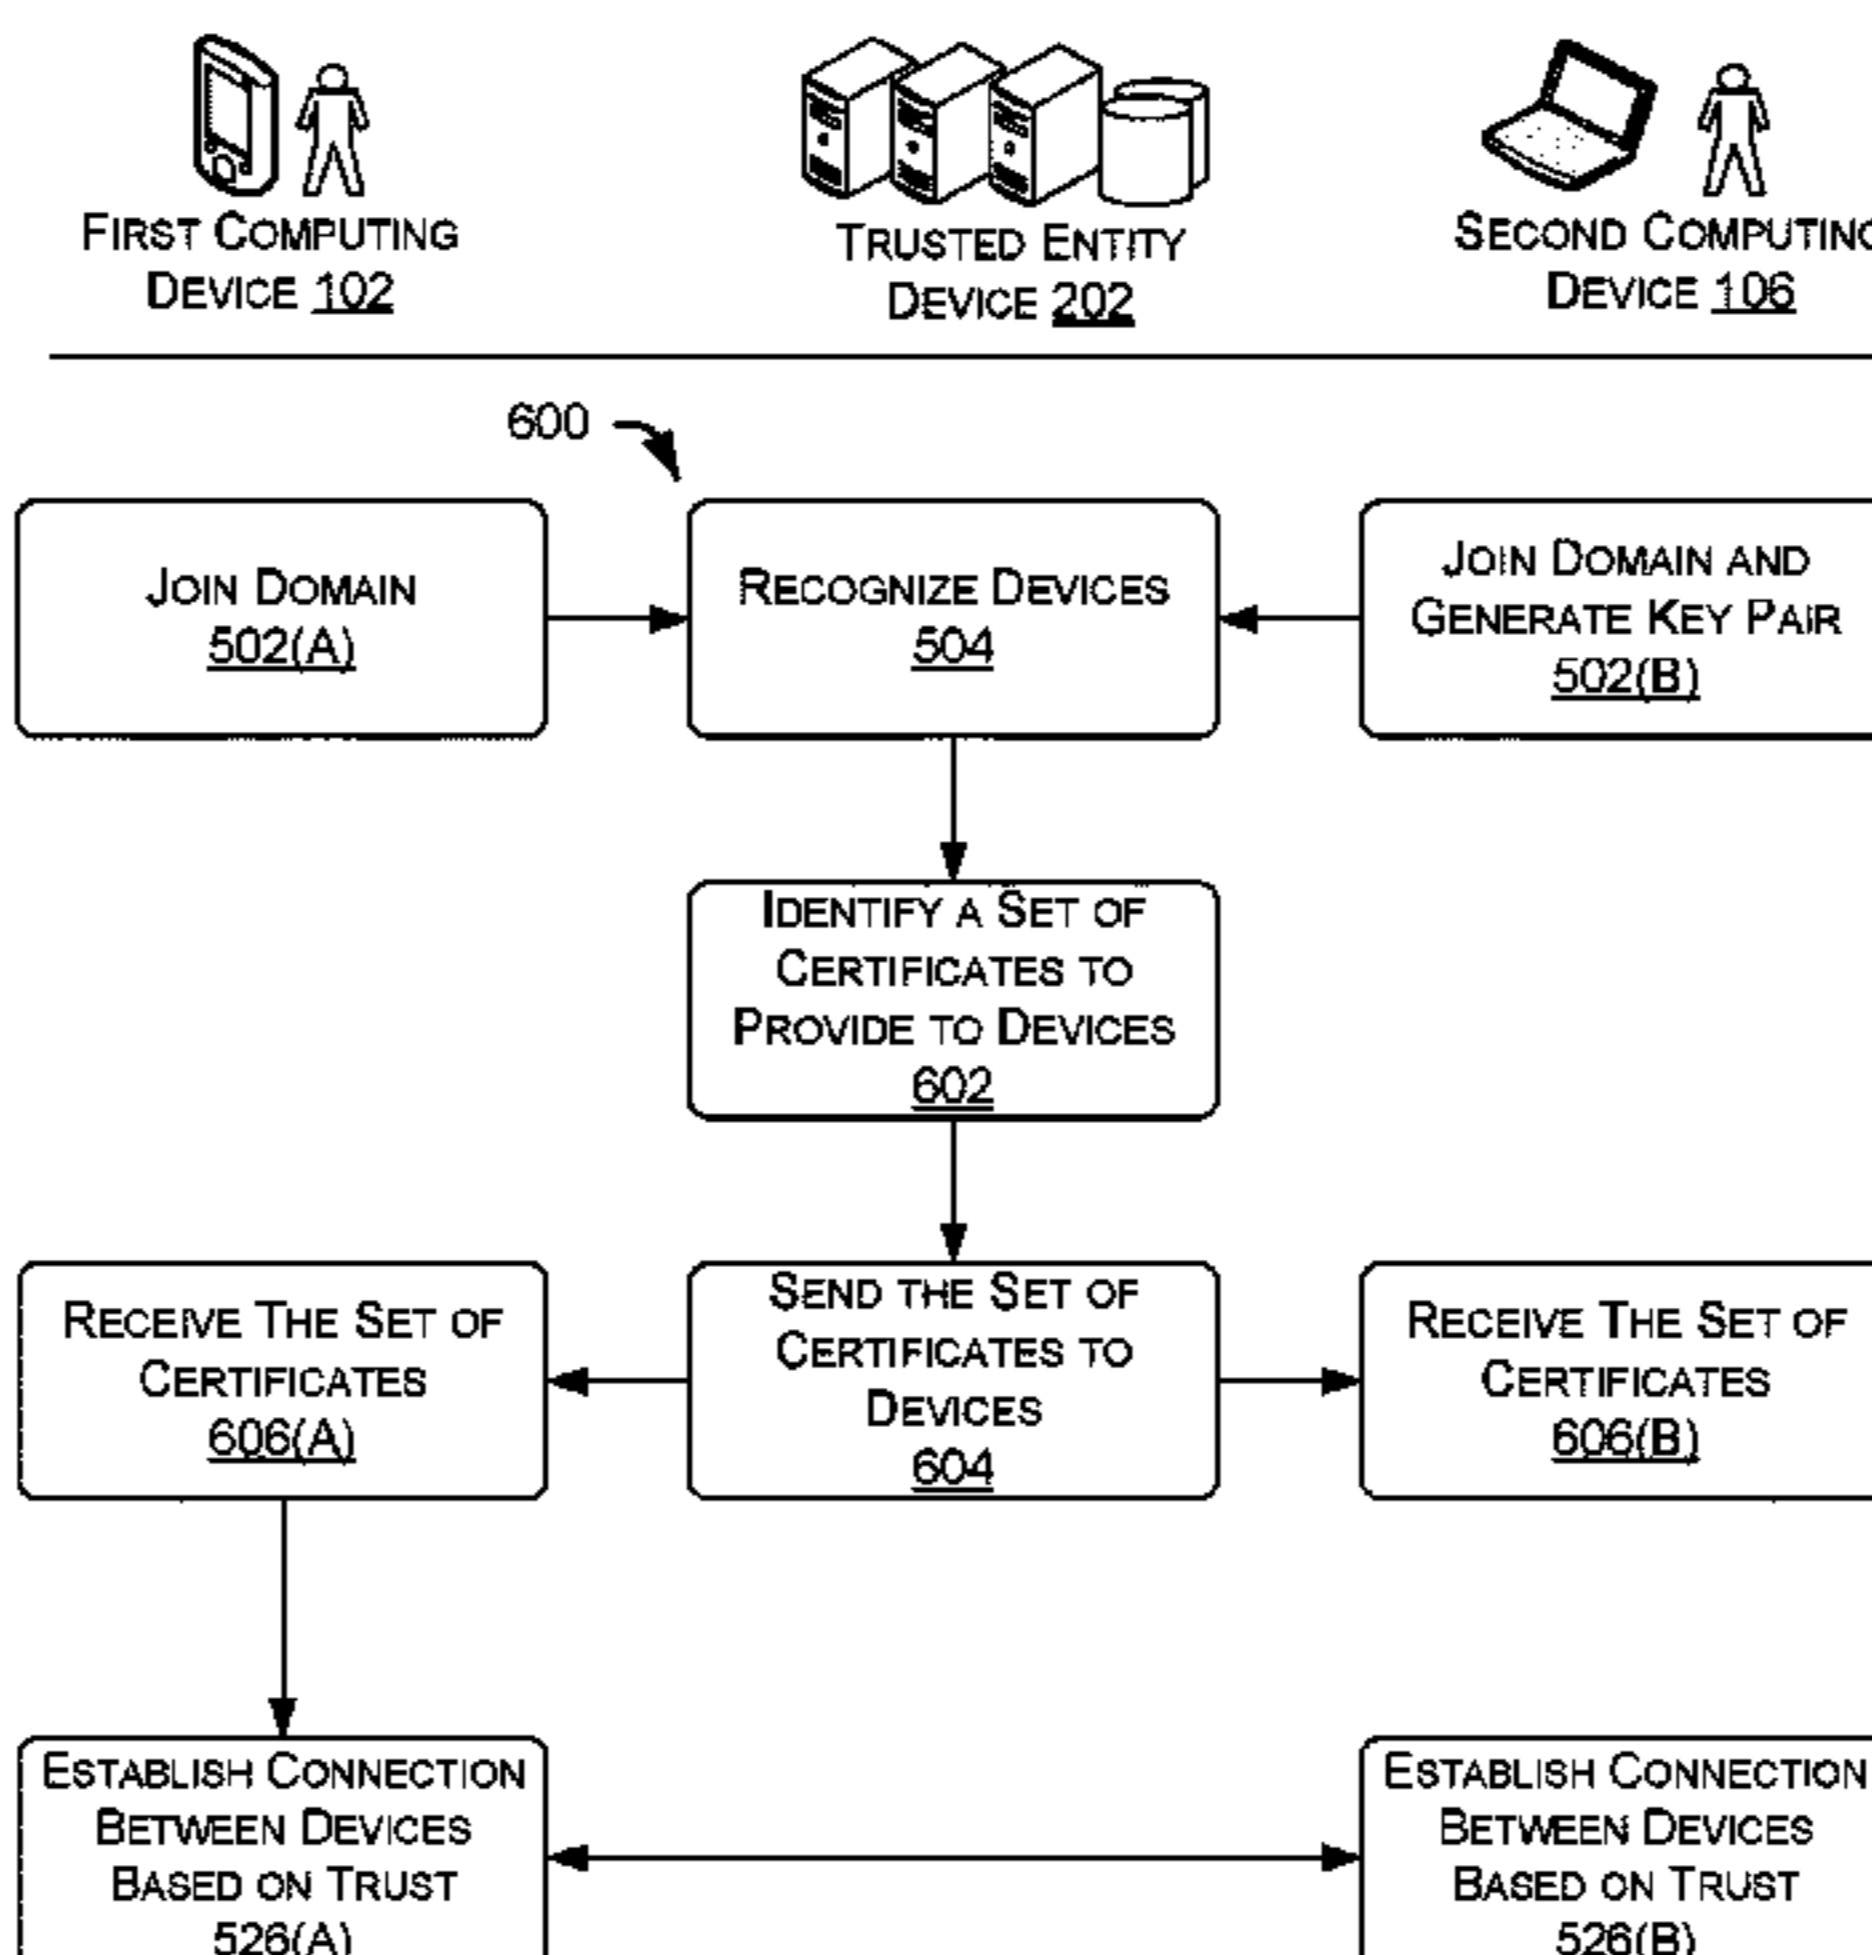 FIRST COMPUTING
DEVICE 102
TRUSTED ENTITY
DEVICE 202
SECOND COMPUTING
DEVICE 106
600
JOIN DOMAIN
502(A)
RECOGNIZE DEVICES
504
JOIN DOMAIN AND
GENERATE KEY PAIR
502(B)
IDENTIFY A SET OF
CERTIFICATES TO
PROVIDE TO DEVICES
602
RECEIVE THE SET OF
CERTIFICATES
606(A)
SEND THE SET OF
CERTIFICATES TO
DEVICES
604
RECEIVE THE SET OF
CERTIFICATES
606(B)
ESTABLISH CONNECTION
BETWEEN DEVICES
BASED ON TRUST
526(A)
ESTABLISH CONNECTION
BETWEEN DEVICES
BASED ON TRUST
526(B)